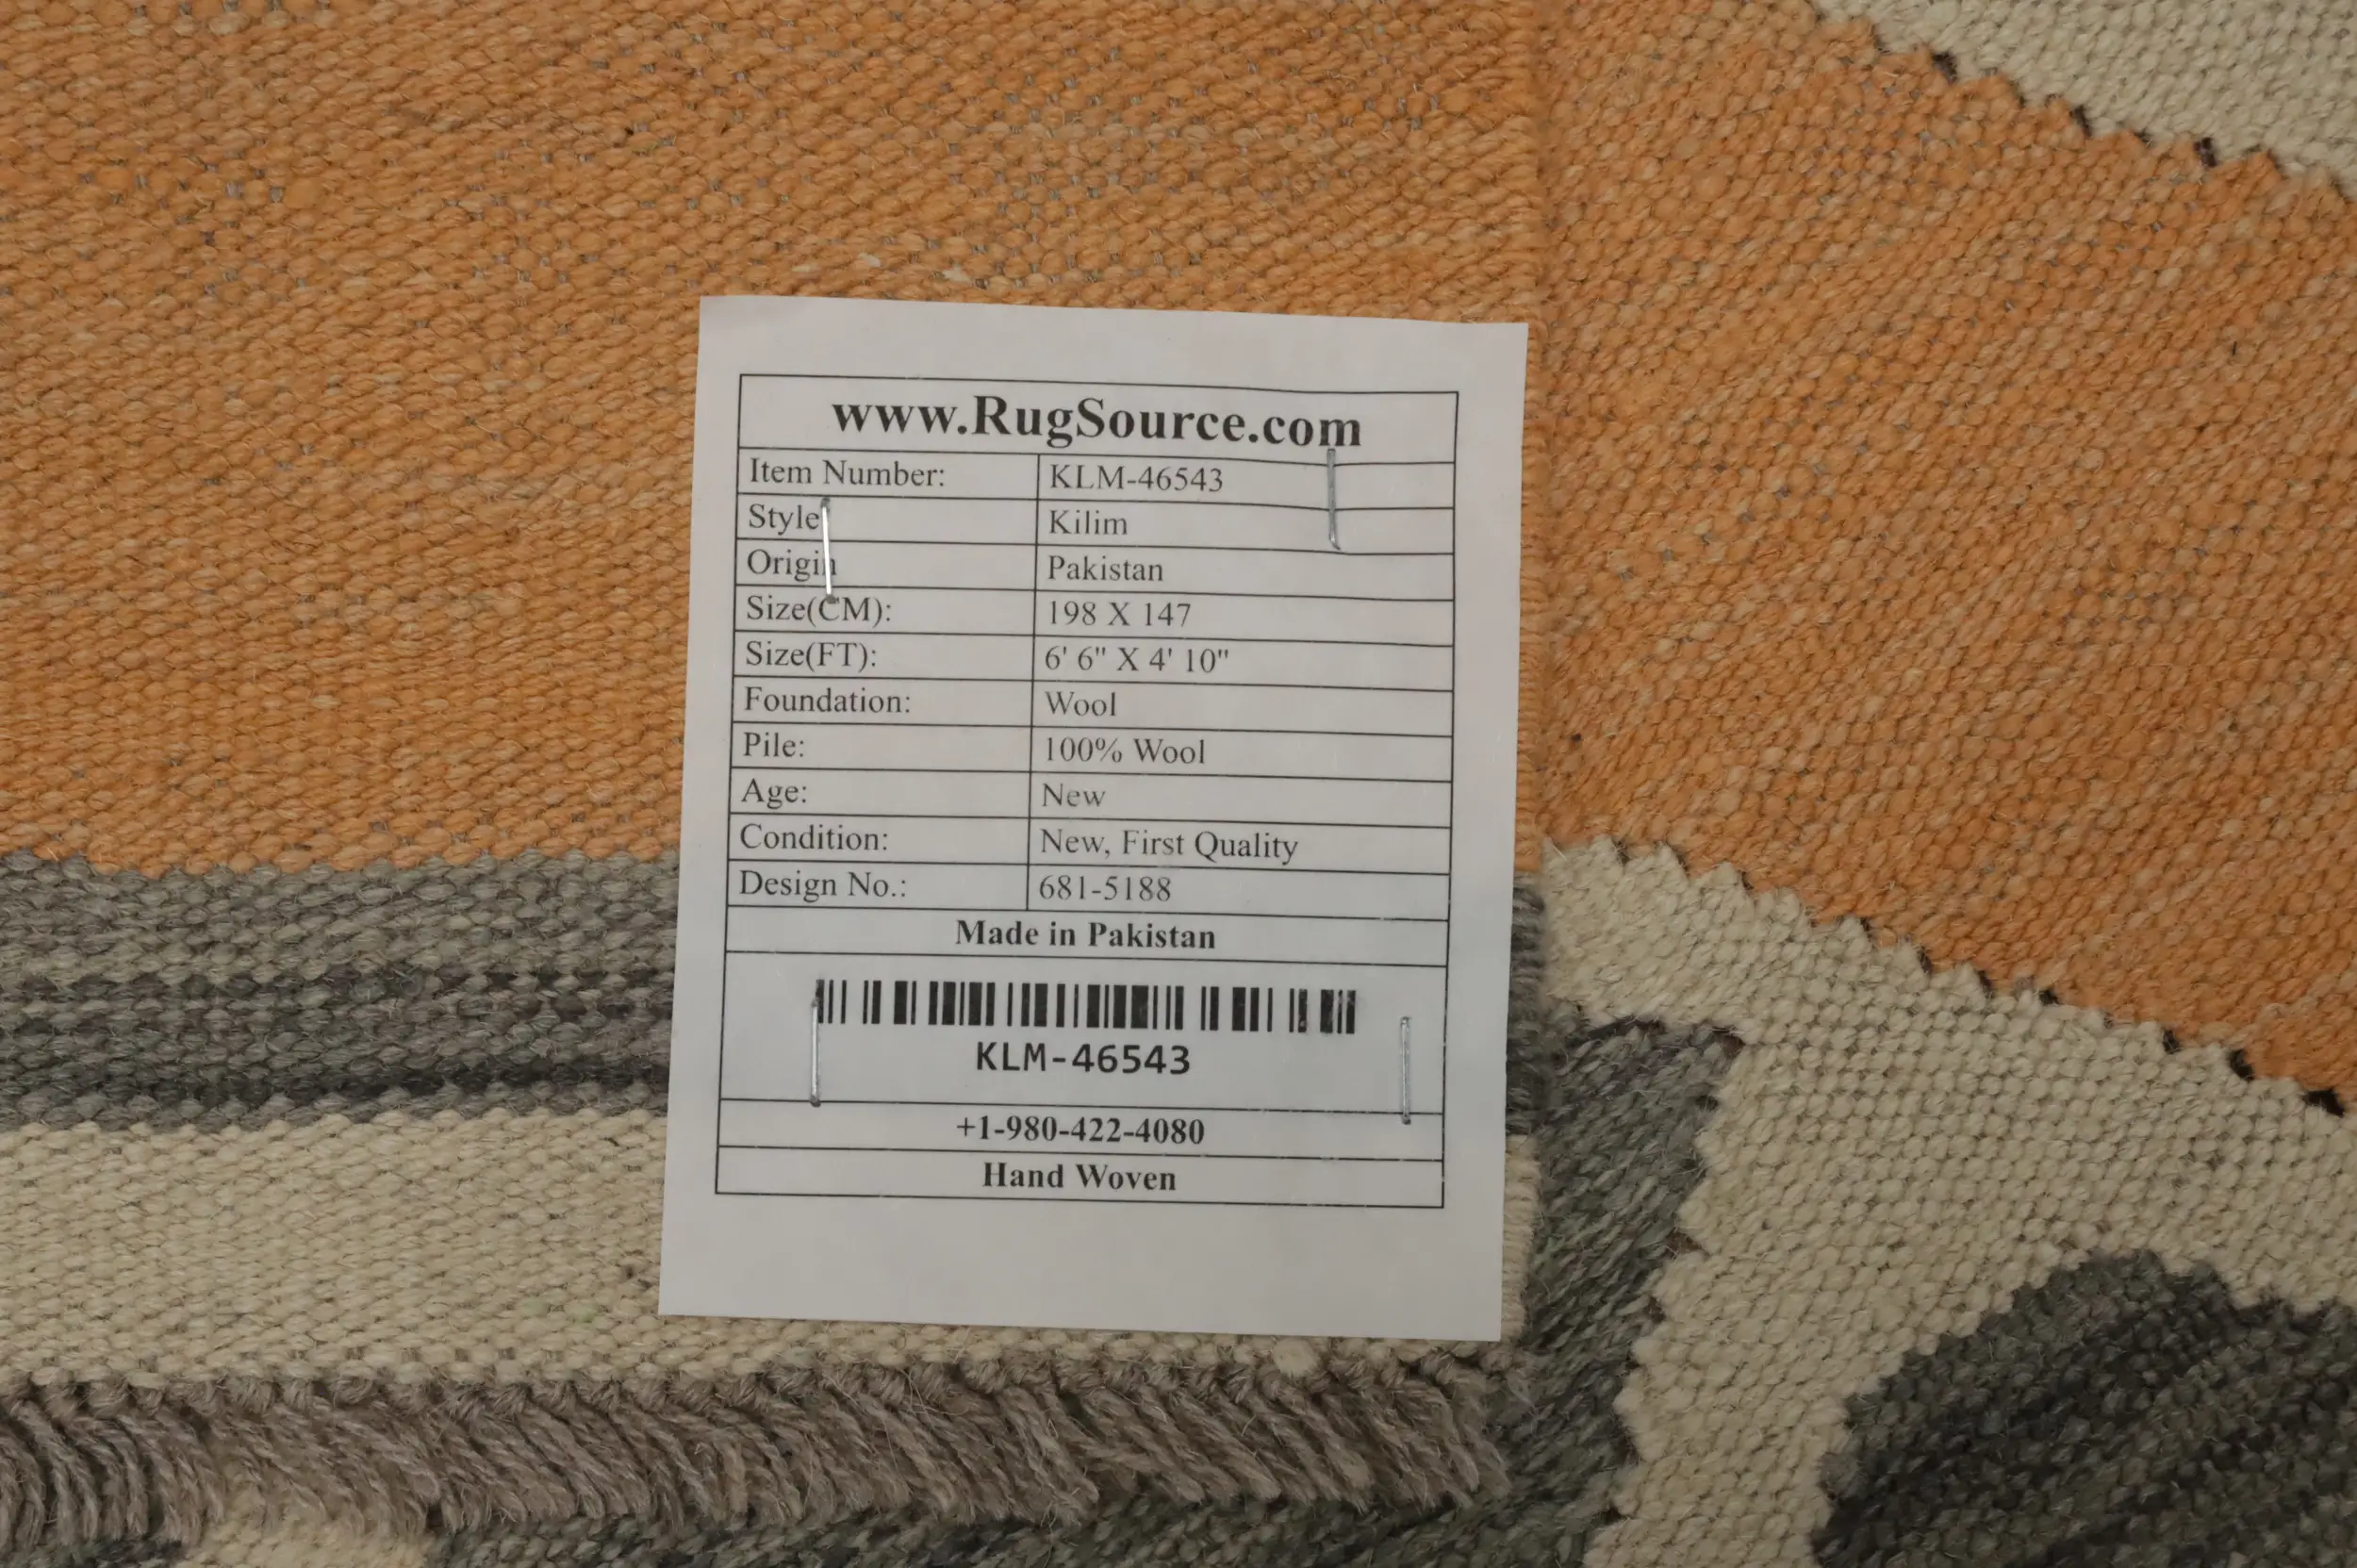 www.RugSource.com
Item Number: KLM-46543
Style Kilim
Origin Pakistan
Size(CM): 198 X 147
Size(FT): 6' 6" X 4' 10"
Foundation: Wool
Pile: 100% Wool
Age: New
Condition: New, First Quality
Design No.: 681-5188
Made in Pakistan
KLM-46543
+1-980-422-4080
Hand Woven